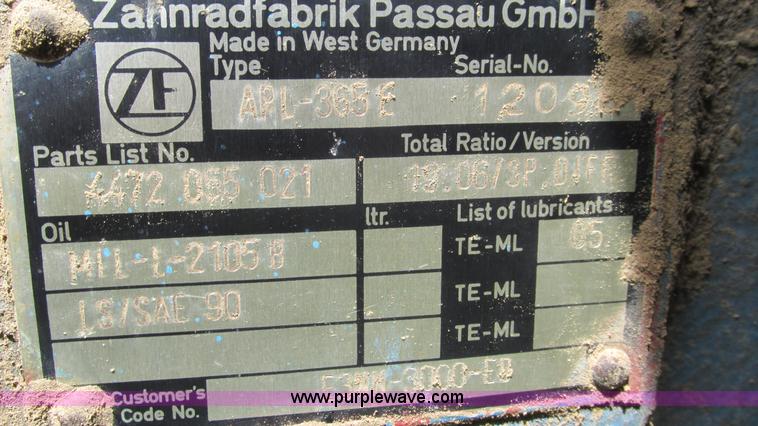 Zahnradfabrik Passau GmbH
Made in West Germany
ZF
Type Serial-No.
APL-365 E
Parts List No. Total Ratio/Version
4472 065 021
Oil ltr. List of lubricants
MIL-L-2105 B TE-ML 05
LS/SAE 90 TE-ML
TE-ML
Customer's
Code No.
www.purplewave.com